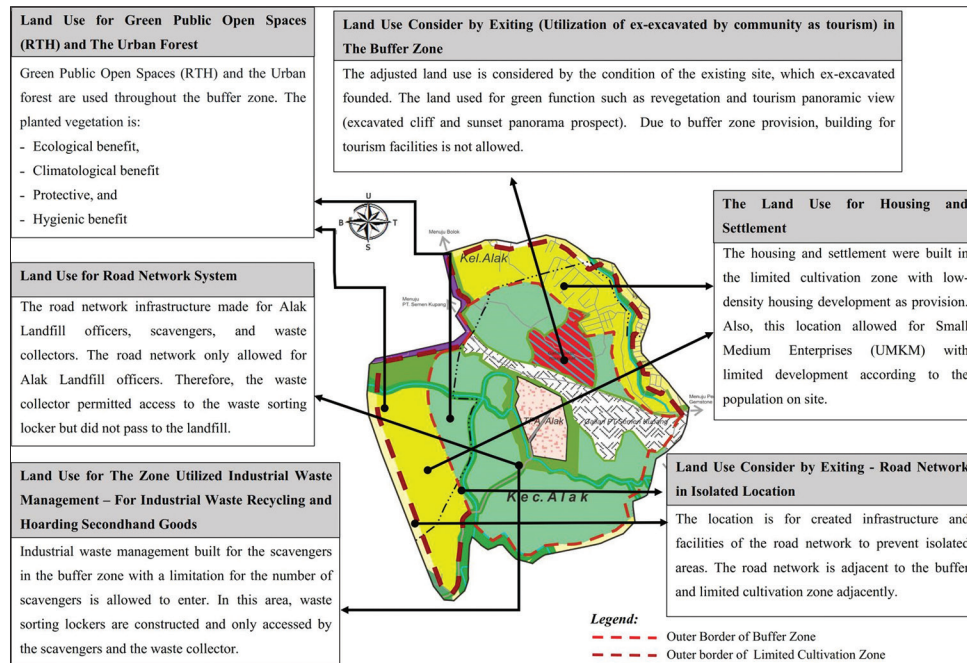 Land Use for Green Public Open Spaces
(RTH) and The Urban Forest
Green Public Open Spaces (RTH) and the Urban
forest are used throughout the buffer zone. The
planted vegetation is:
- Ecological benefit,
- Climatological benefit
- Protective, and
- Hygienic benefit
Land Use Consider by Exiting (Utilization of ex-excavated by community as tourism) in
The Buffer Zone
The adjusted land use is considered by the condition of the existing site, which ex-excavated
founded. The land used for green function such as revegetation and tourism panoramic view
(excavated cliff and sunset panorama prospect). Due to buffer zone provision, building for
tourism facilities is not allowed.
U
B T
S
Menuju Bolok
Kel.Alak
Menuju
PT. Semen Kupang
TPA Alak
Galian PT.Semen Kupang
Kec.Alak
The Land Use for Housing and
Settlement
The housing and settlement were built in
the limited cultivation zone with low-
density housing development as provision.
Also, this location allowed for Small
Medium Enterprises (UMKM) with
limited development according to the
population on site.
Land Use for Road Network System
The road network infrastructure made for Alak
Landfill officers, scavengers, and waste
collectors. The road network only allowed for
Alak Landfill officers. Therefore, the waste
collector permitted access to the waste sorting
locker but did not pass to the landfill.
Land Use for The Zone Utilized Industrial Waste
Management – For Industrial Waste Recycling and
Hoarding Secondhand Goods
Industrial waste management built for the scavengers
in the buffer zone with a limitation for the number of
scavengers is allowed to enter. In this area, waste
sorting lockers are constructed and only accessed by
the scavengers and the waste collector.
Land Use Consider by Exiting - Road Network
in Isolated Location
The location is for created infrastructure and
facilities of the road network to prevent isolated
areas. The road network is adjacent to the buffer
and limited cultivation zone adjacently.
Legend:
Outer Border of Buffer Zone
Outer border of Limited Cultivation Zone